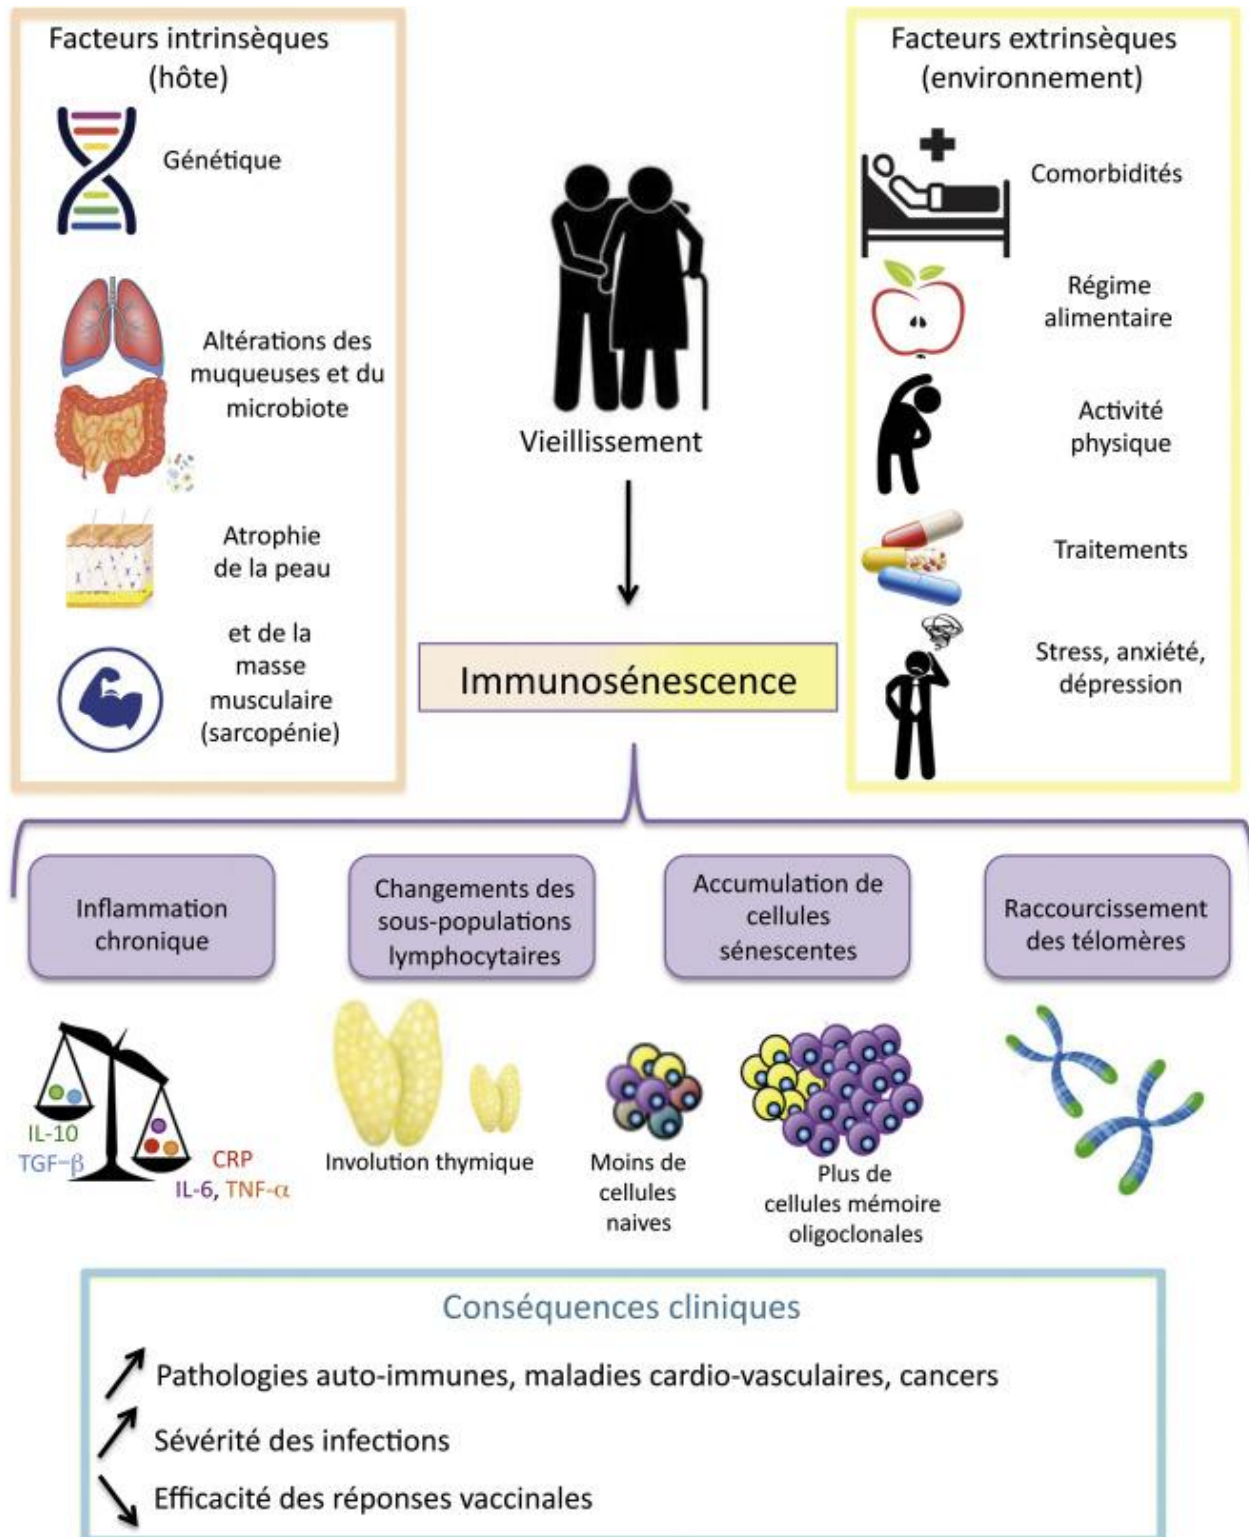 Facteurs intrinsèques
(hôte)
Génétique
Altérations des
muqueuses et du
microbiote
Atrophie
de la peau
et de la
masse
musculaire
(sarcopénie)
Vieillissement
Immunosénescence
Facteurs extrinsèques
(environnement)
Comorbidités
Régime
alimentaire
Activité
physique
Traitements
Stress, anxiété,
dépression
Inflammation
chronique
Changements des
sous-populations
lymphocytaires
Accumulation de
cellules
sénescentes
Raccourcissement
des télomères
IL-10
TGF-β
CRP
IL-6, TNF-α
Involution thymique
Moins de
cellules
naives
Plus de
cellules mémoire
oligoclonales
Conséquences cliniques
Pathologies auto-immunes, maladies cardio-vasculaires, cancers
Sévérité des infections
Efficacité des réponses vaccinales